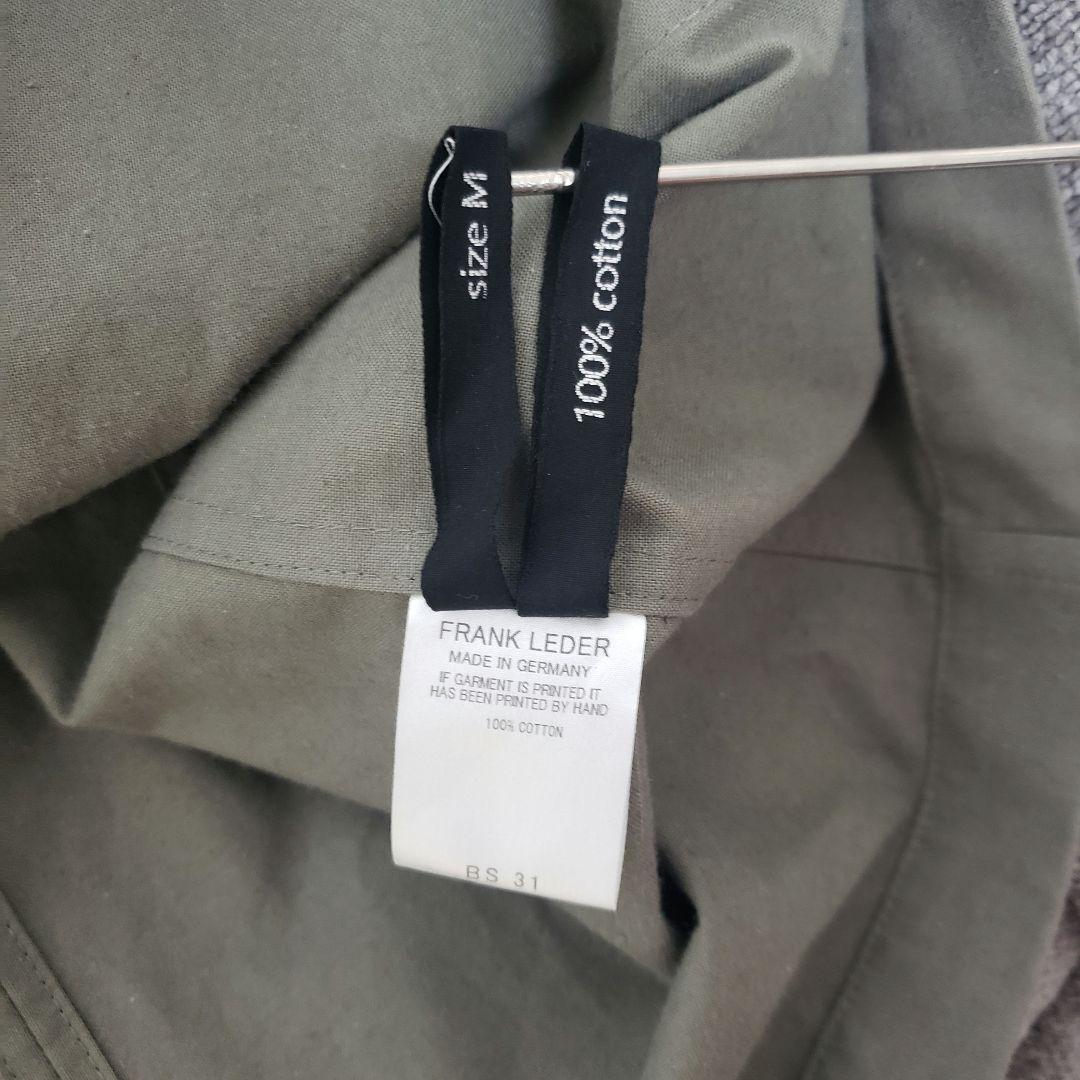 size M
100% cotton
FRANK LEDER
MADE IN GERMANY
IF GARMENT IS PRINTED IT
HAS BEEN PRINTED BY HAND
100% COTTON
BS 31